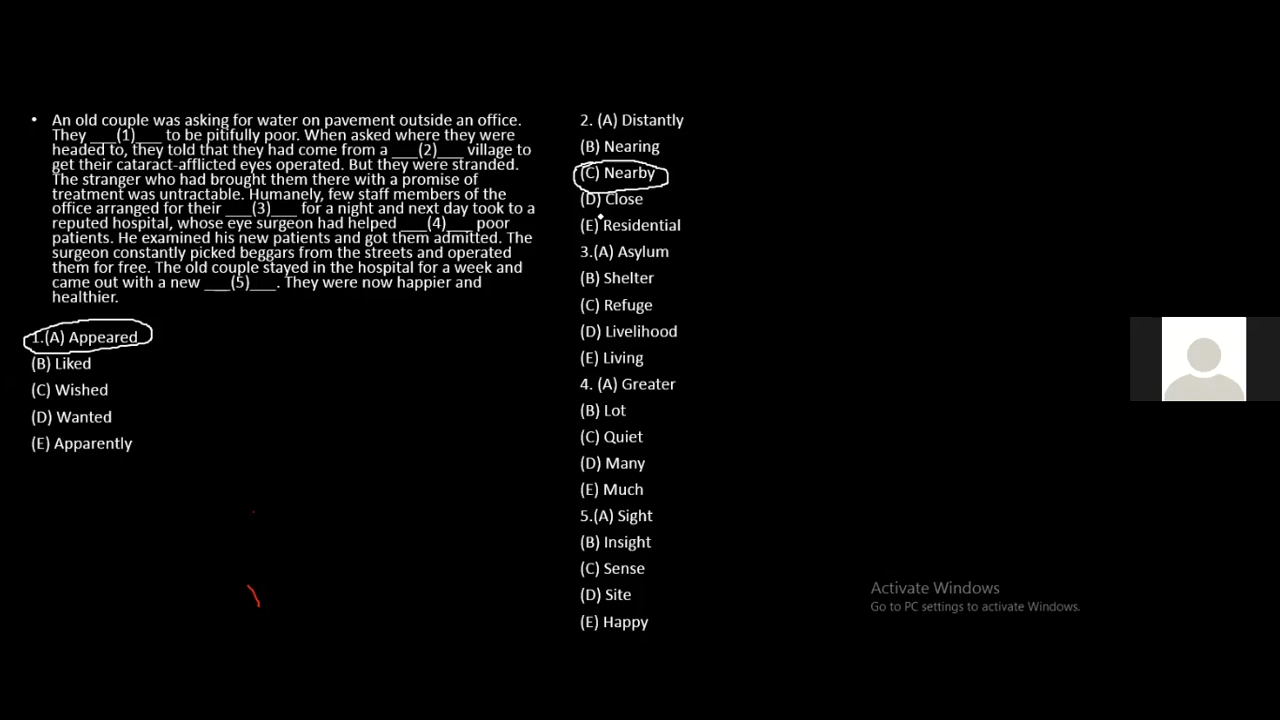 • An old couple was asking for water on pavement outside an office.
They ___(1)___ to be pitifully poor. When asked where they were
headed to, they told that they had come from a ___(2)___ village to
get their cataract-afflicted eyes operated. But they were stranded.
The stranger who had brought them there with a promise of
treatment was untractable. Humanely, few staff members of the
office arranged for their ___(3)___ for a night and next day took to a
reputed hospital, whose eye surgeon had helped ___(4)___ poor
patients. He examined his new patients and got them admitted. The
surgeon constantly picked beggars from the streets and operated
them for free. The old couple stayed in the hospital for a week and
came out with a new ___(5)___. They were now happier and
healthier.
1.(A) Appeared
(B) Liked
(C) Wished
(D) Wanted
(E) Apparently
2. (A) Distantly
(B) Nearing
(C) Nearby
(D) Close
(E) Residential
3.(A) Asylum
(B) Shelter
(C) Refuge
(D) Livelihood
(E) Living
4. (A) Greater
(B) Lot
(C) Quiet
(D) Many
(E) Much
5.(A) Sight
(B) Insight
(C) Sense
(D) Site
(E) Happy
Activate Windows
Go to PC settings to activate Windows.